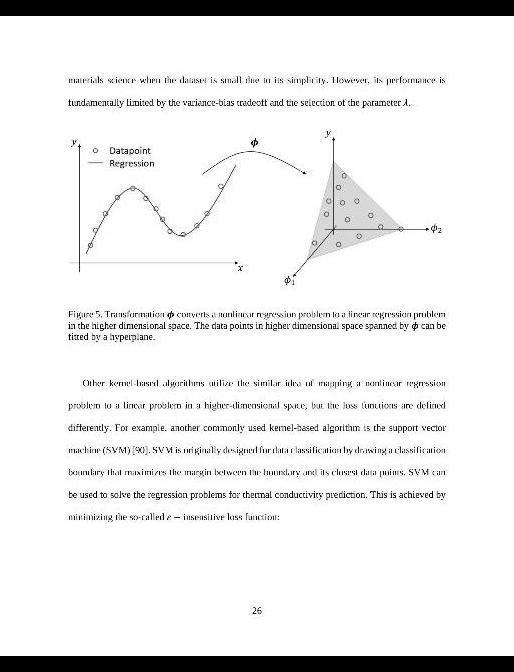 materials science when the dataset is small due to its simplicity. However, its performance is
fundamentally limited by the variance-bias tradeoff and the selection of the parameter λ.
y
Datapoint
Regression
x
ϕ
y
ϕ2
ϕ1
Figure 5. Transformation ϕ converts a nonlinear regression problem to a linear regression problem
in the higher dimensional space. The data points in higher dimensional space spanned by ϕ can be
fitted by a hyperplane.
Other kernel-based algorithms utilize the similar idea of mapping a nonlinear regression
problem to a linear problem in a higher-dimensional space, but the loss functions are defined
differently. For example, another commonly used kernel-based algorithm is the support vector
machine (SVM) [90]. SVM is originally designed for data classification by drawing a classification
boundary that maximizes the margin between the boundary and its closest data points. SVM can
be used to solve the regression problems for thermal conductivity prediction. This is achieved by
minimizing the so-called ε − insensitive loss function:
26